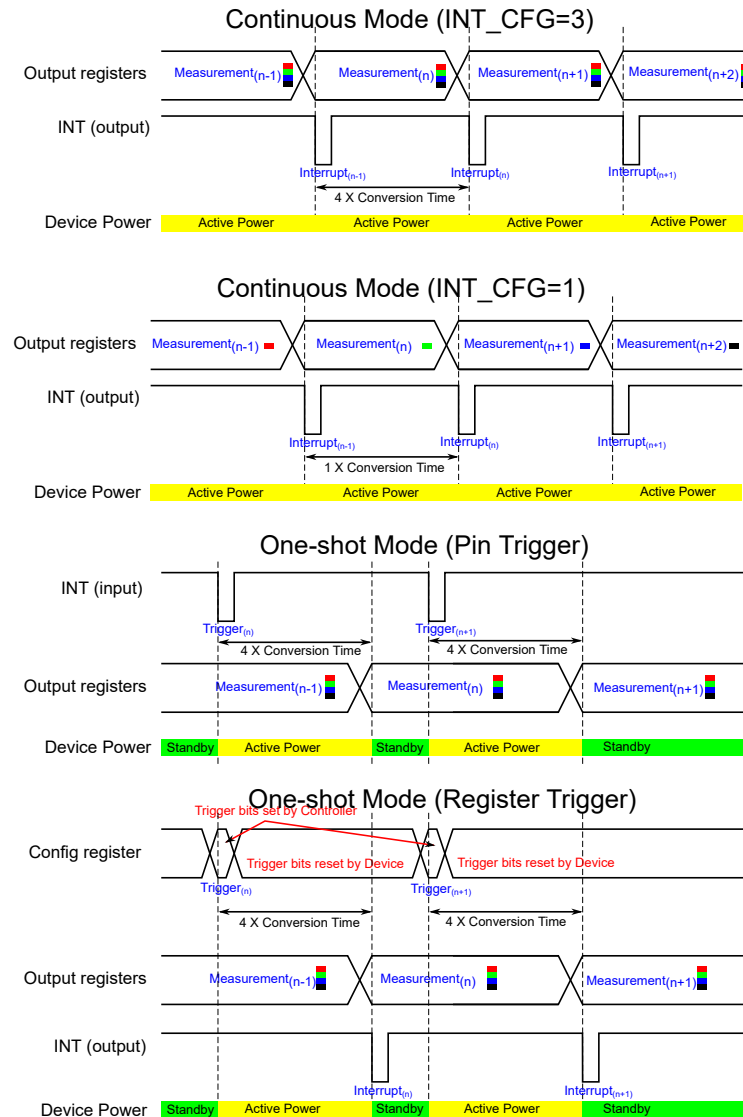 Continuous Mode (INT_CFG=3)
Output registers
Measurement(n-1)
Measurement(n)
Measurement(n+1)
Measurement(n+2)
INT (output)
Interrupt(n-1)
Interrupt(n)
Interrupt(n+1)
4 X Conversion Time
Device Power
Active Power
Active Power
Active Power
Active Power
Continuous Mode (INT_CFG=1)
Output registers
Measurement(n-1)
Measurement(n)
Measurement(n+1)
Measurement(n+2)
INT (output)
Interrupt(n-1)
Interrupt(n)
Interrupt(n+1)
1 X Conversion Time
Device Power
Active Power
Active Power
Active Power
Active Power
One-shot Mode (Pin Trigger)
INT (input)
Trigger(n)
Trigger(n+1)
4 X Conversion Time
4 X Conversion Time
Output registers
Measurement(n-1)
Measurement(n)
Measurement(n+1)
Device Power
Standby
Active Power
Standby
Active Power
Standby
One-shot Mode (Register Trigger)
Trigger bits set by Controller
Config register
Trigger bits reset by Device
Trigger bits reset by Device
Trigger(n)
Trigger(n+1)
4 X Conversion Time
4 X Conversion Time
Output registers
Measurement(n-1)
Measurement(n)
Measurement(n+1)
INT (output)
Interrupt(n)
Interrupt(n+1)
Device Power
Standby
Active Power
Standby
Active Power
Standby